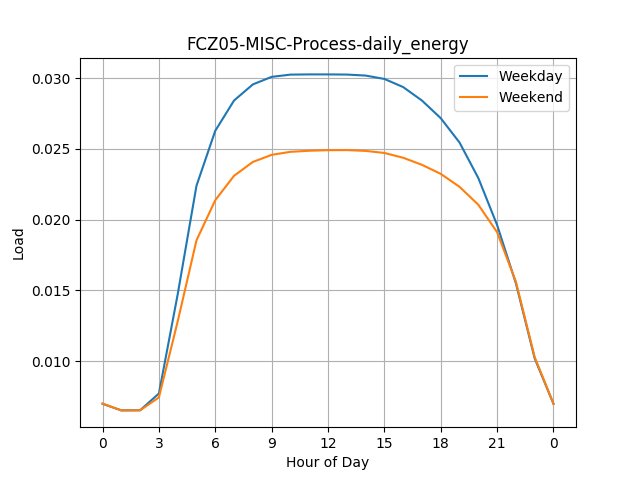 FCZ05-MISC-Process-daily_energy
Weekday
Weekend
0.030
0.025
0.020
0.015
0.010
Load
0 3 6 9 12 15 18 21 0
Hour of Day